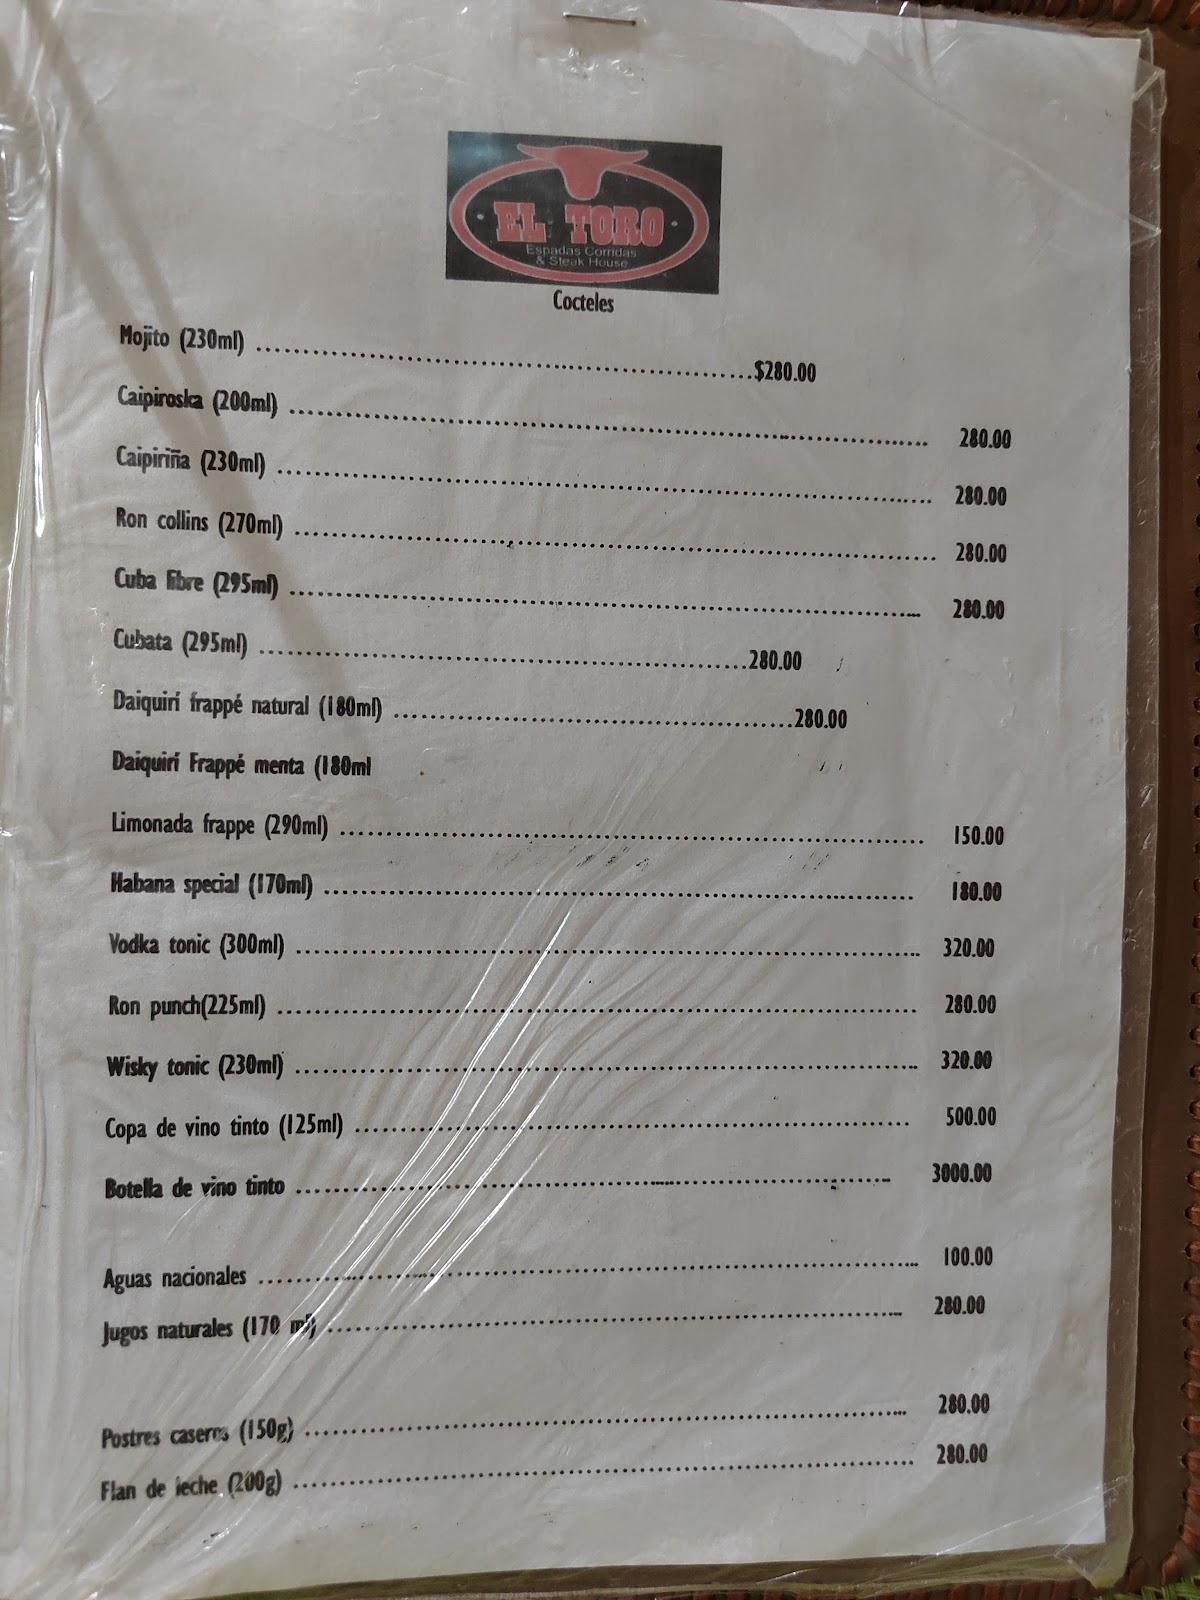 EL TORO
Espadas Corridas
& Steak House
Cocteles
Mojito (230ml) ..............................$280.00
Caipiroska (200ml) .............................. 280.00
Caipiriña (230ml) .............................. 280.00
Ron collins (270ml) .............................. 280.00
Cuba libre (295ml) .............................. 280.00
Cubata (295ml) ..............................280.00
Daiquirí frappé natural (180ml) ..............................280.00
Daiquirí Frappé menta (180ml
Limonada frappe (290ml) .............................. 150.00
Habana special (170ml) .............................. 180.00
Vodka tonic (300ml) .............................. 320.00
Ron punch(225ml) .............................. 280.00
Wisky tonic (230ml) .............................. 320.00
Copa de vino tinto (125ml) .............................. 500.00
Botella de vino tinto .............................. 3000.00
Aguas nacionales .............................. 100.00
Jugos naturales (170 ml) .............................. 280.00
Postres caseros (150g) .............................. 280.00
Flan de leche (200g) .............................. 280.00